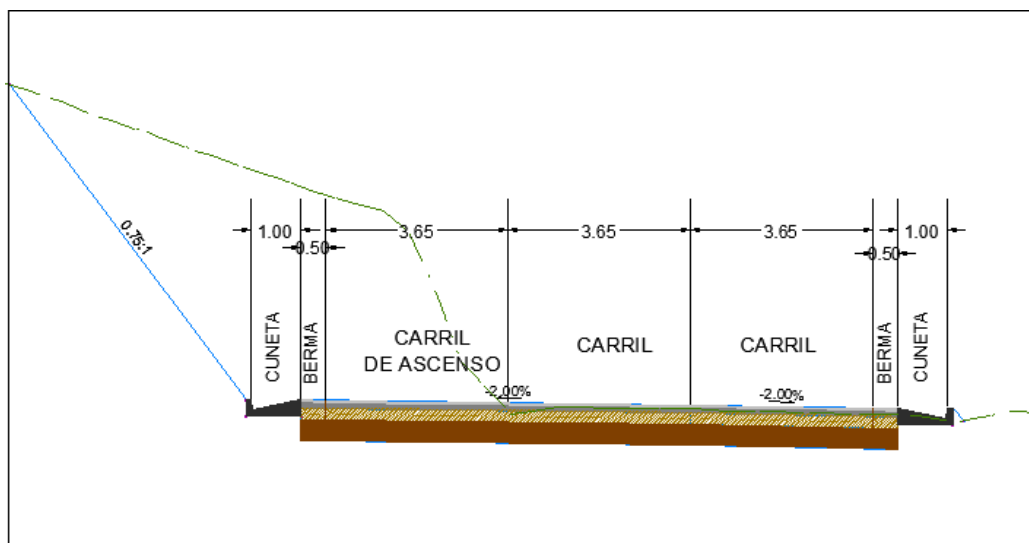 0.75:1
1.00
0.50
3.65
3.65
3.65
0.50
1.00
CUNETA
BERMA
CARRIL
DE ASCENSO
CARRIL
CARRIL
BERMA
CUNETA
-2.00%
-2.00%